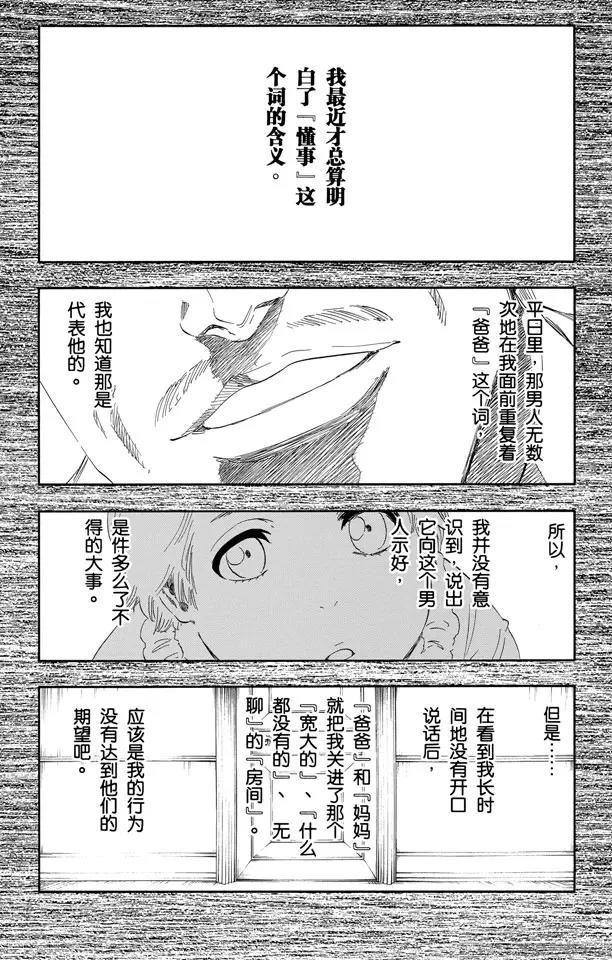 我最近才总算明
白了『懂事』这
个词的含义。
平日里，那男人无数
次地在我面前重复着
『爸爸』这个词，
我也知道那是
代表他的。
所以，
我并没有意
识到，说出
它向这个男
人示好，
是件多么了不
得的大事。
但是……
在看到我长时
间地没有开口
说话后，
『爸爸』和『妈妈』
就把我关进了那个
『宽大的』、『什么
都没有的』、『无
聊』的『房间』。
应该是我的行为
没有达到他们的
期望吧。